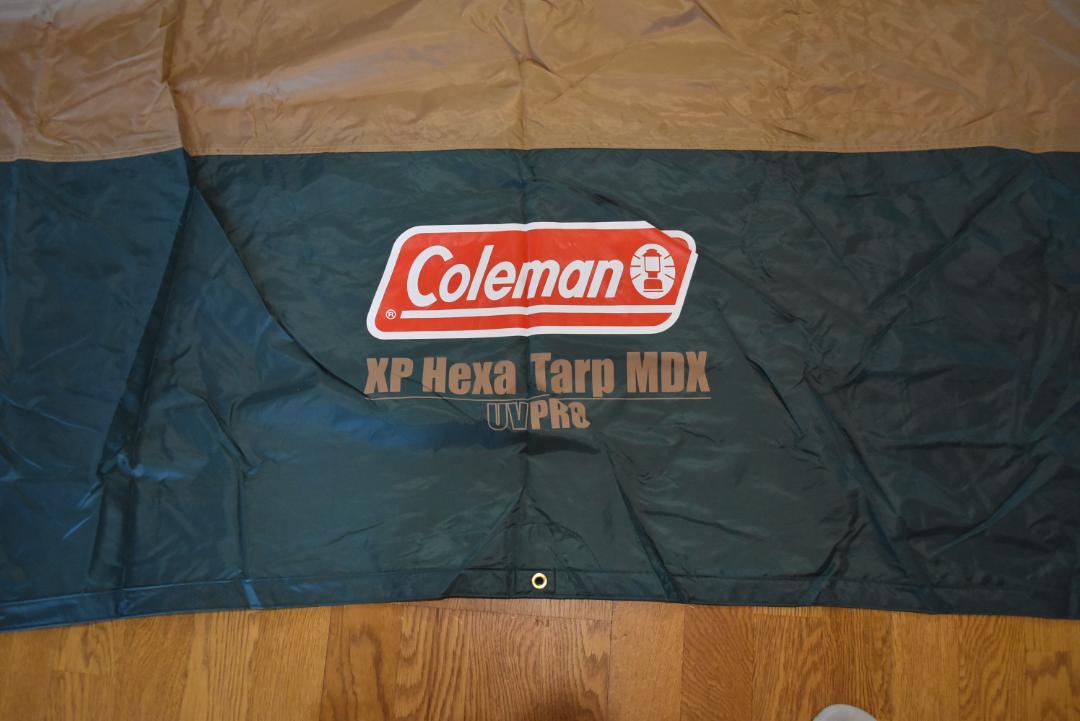 Coleman
®
XP Hexa Tarp MDX
UVPRO